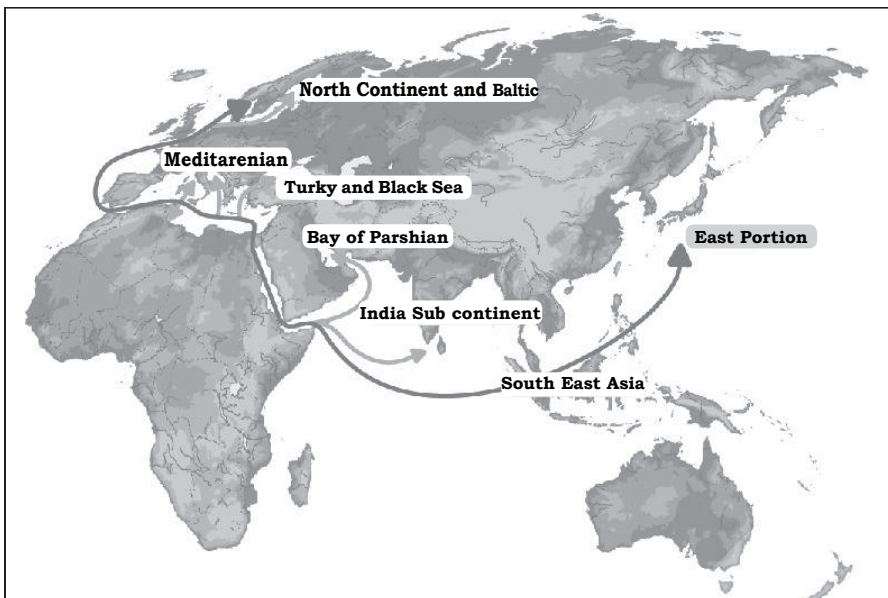 North Continent and Baltic
Meditarenian
Turky and Black Sea
Bay of Parshian
East Portion
India Sub continent
South East Asia